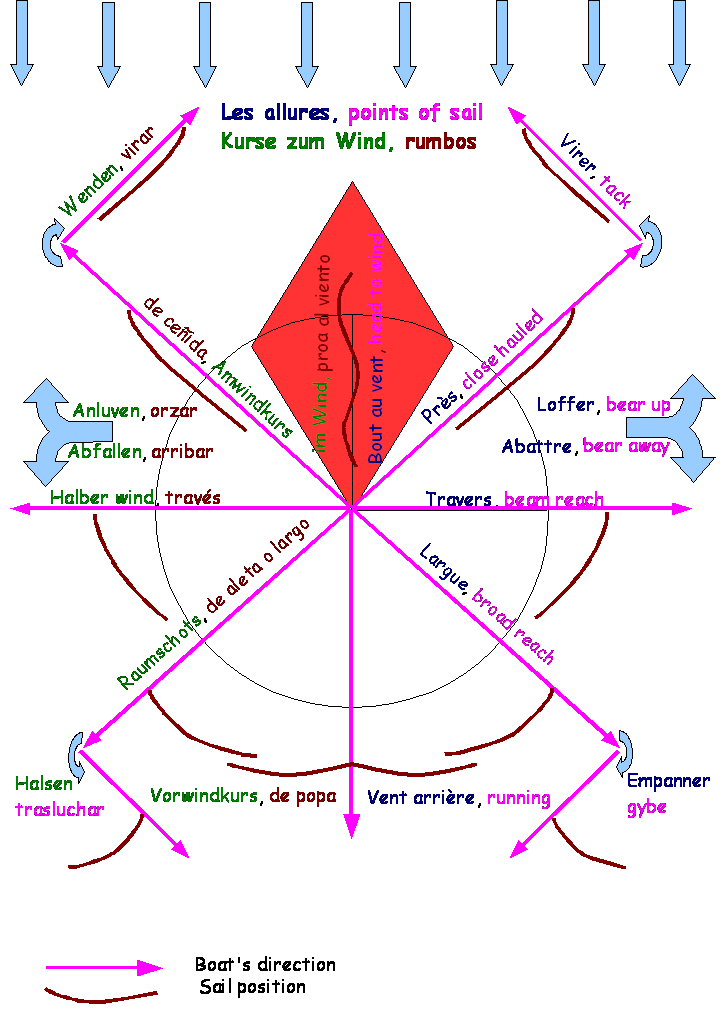 Les allures, points of sail
Kurse zum Wind, rumbos
Wenden, virar
Virer, tack
de ceñida, Amwindkurs
im Wind, proa al viento
Bout au vent, head to wind
Près, close hauled
Anluven, orzar
Abfallen, arribar
Loffer, bear up
Abattre, bear away
Halber wind, través
Travers, beam reach
Raumschots, de aleta o largo
Largue, broad reach
Halsen
trasluchar
Vorwindkurs, de popa
Vent arrière, running
Empanner
gybe
Boat's direction
Sail position